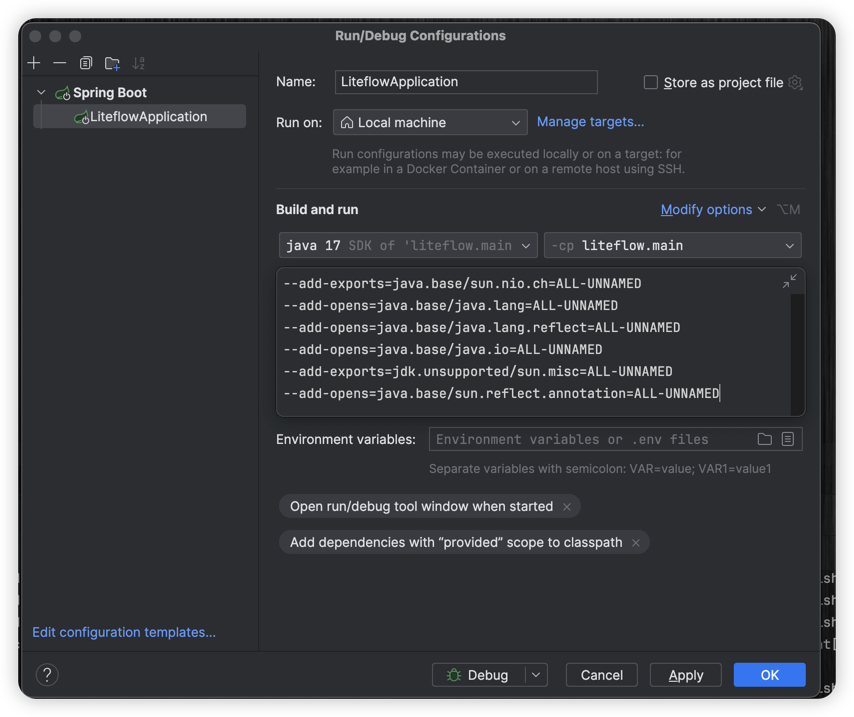 Run/Debug Configurations
Spring Boot
LiteflowApplication
Name:
LiteflowApplication
Store as project file
Run on:
Local machine
Manage targets...
Run configurations may be executed locally or on a target: for
example in a Docker Container or on a remote host using SSH.
Build and run
Modify options
⌥M
java 17 SDK of 'liteflow.main
-cp liteflow.main
--add-exports=java.base/sun.nio.ch=ALL-UNNAMED
--add-opens=java.base/java.lang=ALL-UNNAMED
--add-opens=java.base/java.lang.reflect=ALL-UNNAMED
--add-opens=java.base/java.io=ALL-UNNAMED
--add-exports=jdk.unsupported/sun.misc=ALL-UNNAMED
--add-opens=java.base/sun.reflect.annotation=ALL-UNNAMED
Environment variables:
Environment variables or .env files
Separate variables with semicolon: VAR=value; VAR1=value1
Open run/debug tool window when started
Add dependencies with “provided” scope to classpath
Edit configuration templates...
?
Debug
Cancel
Apply
OK